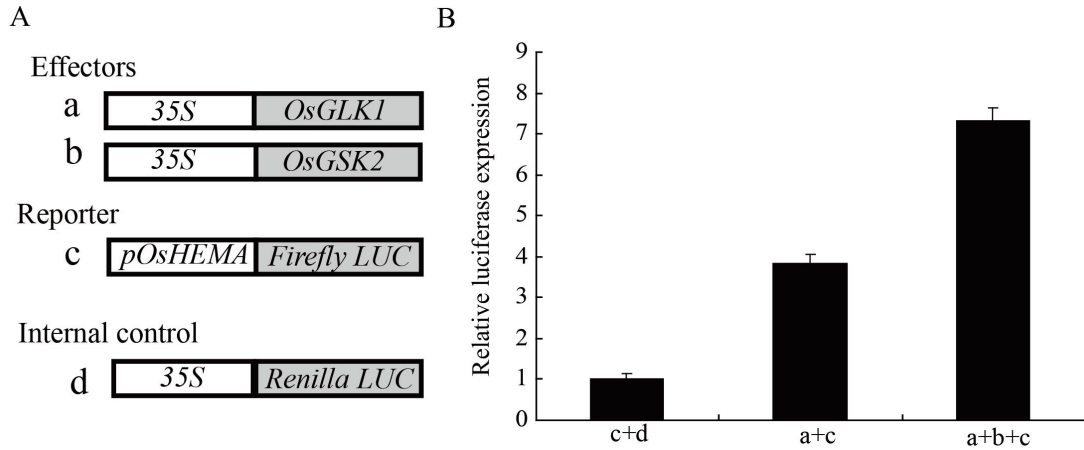 A
Effectors
a 35S OsGLK1
b 35S OsGSK2
Reporter
c pOsHEMA Firefly LUC
Internal control
d 35S Renilla LUC
B
Relative luciferase expression
9
8
7
6
5
4
3
2
1
0
c+d a+c a+b+c